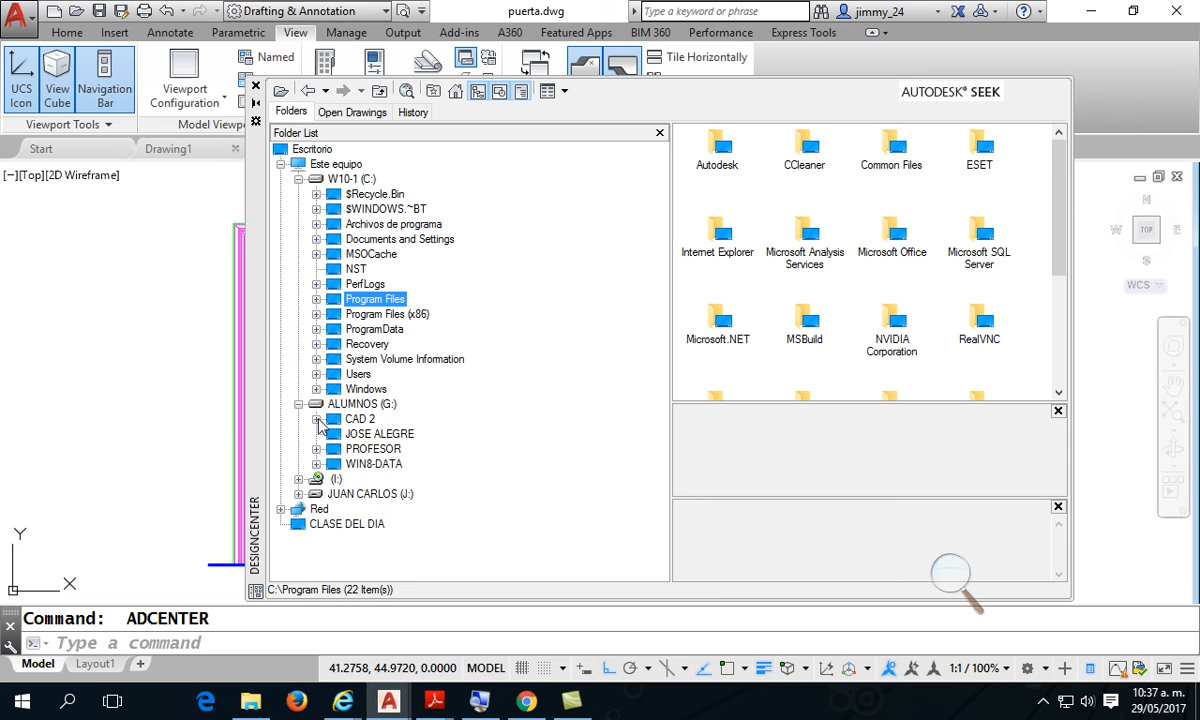 Drafting & Annotation
puerta.dwg
Type a keyword or phrase
jimmy_24
Home
Insert
Annotate
Parametric
View
Manage
Output
Add-ins
A360
Featured Apps
BIM 360
Performance
Express Tools
UCS
Icon
View
Cube
Navigation
Bar
Viewport
Configuration
Named
Tile Horizontally
Viewport Tools
Model Viewp
Start
Drawing1
[−][Top][2D Wireframe]
AUTODESK® SEEK
Folders
Open Drawings
History
Folder List
Escritorio
Este equipo
W10-1 (C:)
$Recycle.Bin
$WINDOWS.~BT
Archivos de programa
Documents and Settings
MSOCache
NST
PerfLogs
Program Files
Program Files (x86)
ProgramData
Recovery
System Volume Information
Users
Windows
ALUMNOS (G:)
CAD 2
JOSE ALEGRE
PROFESOR
WIN8-DATA
(I:)
JUAN CARLOS (J:)
Red
CLASE DEL DIA
Autodesk
CCleaner
Common Files
ESET
Internet Explorer
Microsoft Analysis
Services
Microsoft Office
Microsoft SQL
Server
Microsoft.NET
MSBuild
NVIDIA
Corporation
RealVNC
DESIGNCENTER
C:\Program Files (22 Item(s))
N
W
TOP
E
S
WCS
Y
X
Command: ADCENTER
Type a command
Model
Layout1
41.2758, 44.9720, 0.0000
MODEL
1:1 / 100%
10:37 a. m.
29/05/2017